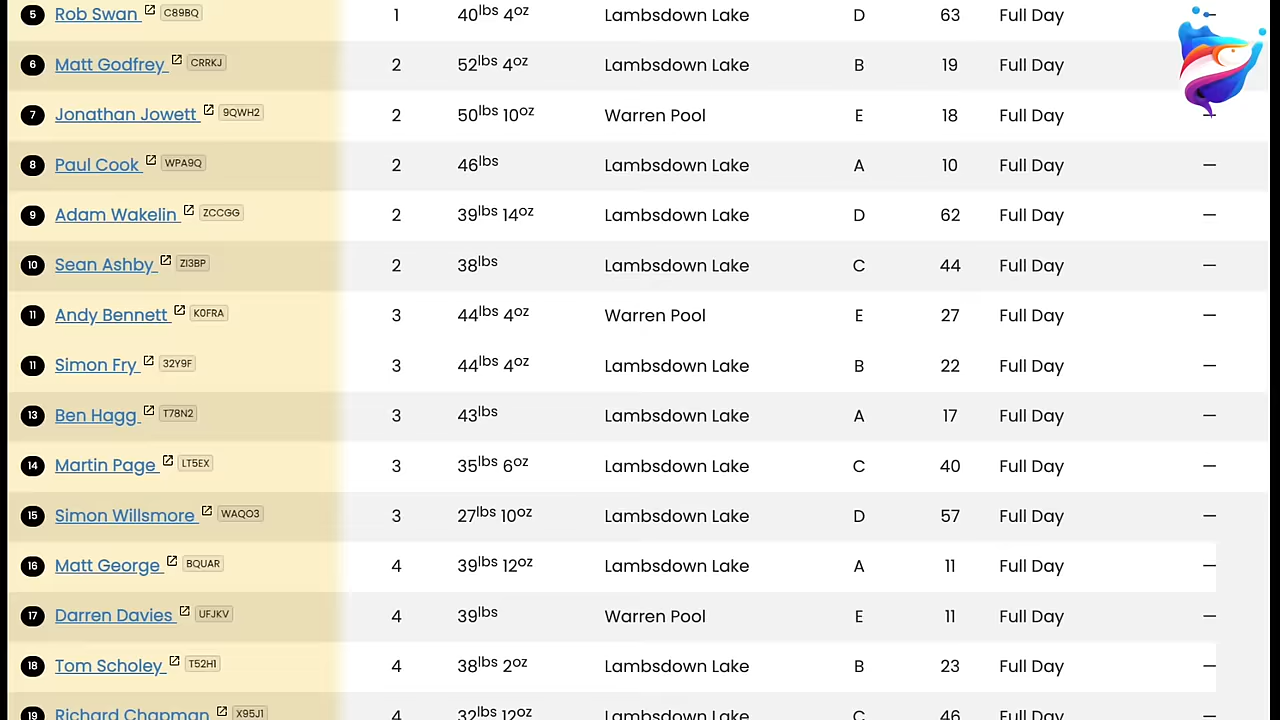 5 Rob Swan C89BQ 1 40lbs 4oz Lambsdown Lake D 63 Full Day —
6 Matt Godfrey CRRKJ 2 52lbs 4oz Lambsdown Lake B 19 Full Day
7 Jonathan Jowett 9QWH2 2 50lbs 10oz Warren Pool E 18 Full Day —
8 Paul Cook WPA9Q 2 46lbs Lambsdown Lake A 10 Full Day —
9 Adam Wakelin ZCCGG 2 39lbs 14oz Lambsdown Lake D 62 Full Day —
10 Sean Ashby ZI3BP 2 38lbs Lambsdown Lake C 44 Full Day —
11 Andy Bennett K0FRA 3 44lbs 4oz Warren Pool E 27 Full Day —
11 Simon Fry 32Y9F 3 44lbs 4oz Lambsdown Lake B 22 Full Day —
13 Ben Hagg T78N2 3 43lbs Lambsdown Lake A 17 Full Day —
14 Martin Page LT5EX 3 35lbs 6oz Lambsdown Lake C 40 Full Day —
15 Simon Willsmore WAQO3 3 27lbs 10oz Lambsdown Lake D 57 Full Day —
16 Matt George BQUAR 4 39lbs 12oz Lambsdown Lake A 11 Full Day —
17 Darren Davies UFJKV 4 39lbs Warren Pool E 11 Full Day —
18 Tom Scholey T52H1 4 38lbs 2oz Lambsdown Lake B 23 Full Day —
19 Richard Chapman X95J1 4 32lbs 12oz Lambsdown Lake C 46 Full Day —